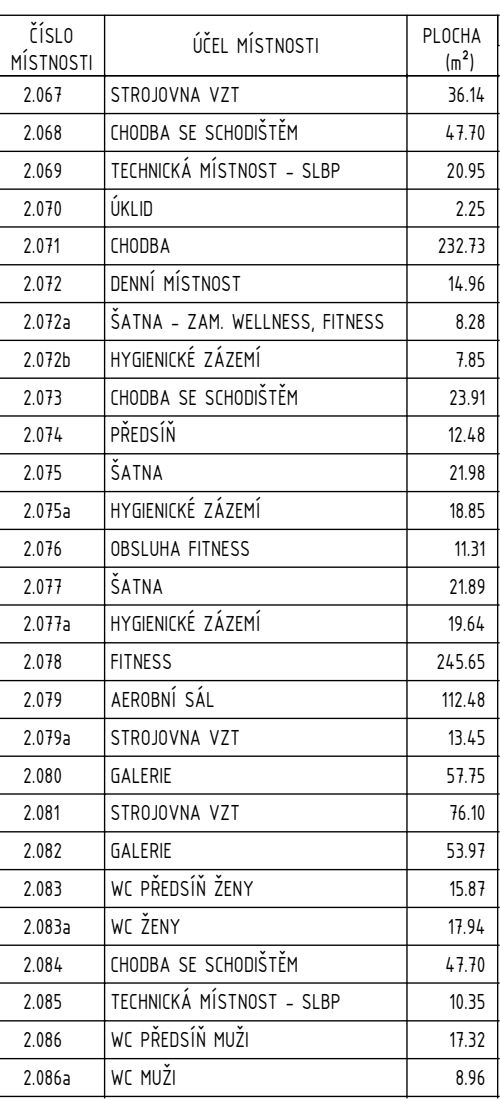 ČÍSLO MÍSTNOSTI ÚČEL MÍSTNOSTI PLOCHA (m²)
2.067 STROJOVNA VZT 36.14
2.068 CHODBA SE SCHODIŠTĚM 47.70
2.069 TECHNICKÁ MÍSTNOST - SLBP 20.95
2.070 ÚKLID 2.25
2.071 CHODBA 232.73
2.072 DENNÍ MÍSTNOST 14.96
2.072a ŠATNA - ZAM. WELLNESS, FITNESS 8.28
2.072b HYGIENICKÉ ZÁZEMÍ 7.85
2.073 CHODBA SE SCHODIŠTĚM 23.91
2.074 PŘEDSÍŇ 12.48
2.075 ŠATNA 21.98
2.075a HYGIENICKÉ ZÁZEMÍ 18.85
2.076 OBSLUHA FITNESS 11.31
2.077 ŠATNA 21.89
2.077a HYGIENICKÉ ZÁZEMÍ 19.64
2.078 FITNESS 245.65
2.079 AEROBNÍ SÁL 112.48
2.079a STROJOVNA VZT 13.45
2.080 GALERIE 57.75
2.081 STROJOVNA VZT 76.10
2.082 GALERIE 53.97
2.083 WC PŘEDSÍŇ ŽENY 15.87
2.083a WC ŽENY 17.94
2.084 CHODBA SE SCHODIŠTĚM 47.70
2.085 TECHNICKÁ MÍSTNOST - SLBP 10.35
2.086 WC PŘEDSÍŇ MUŽI 17.32
2.086a WC MUŽI 8.96